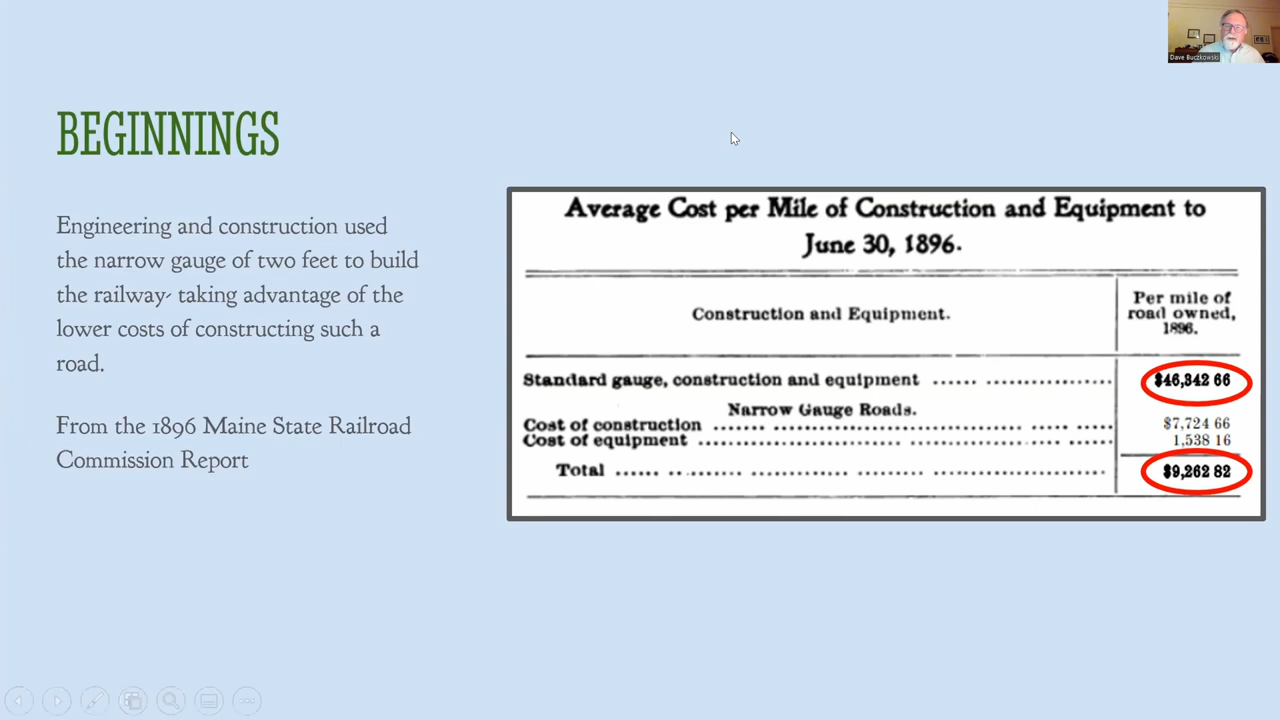 Dave Buczkowski
BEGINNINGS
Engineering and construction used
the narrow gauge of two feet to build
the railway- taking advantage of the
lower costs of constructing such a
road.
From the 1896 Maine State Railroad
Commission Report
Average Cost per Mile of Construction and Equipment to
June 30, 1896.
Construction and Equipment.
Per mile of
road owned,
1896.
Standard gauge, construction and equipment ...... .................... $46,342 66
Narrow Gauge Roads.
Cost of construction ....... ............. ................. ..... ...... $7,724 66
Cost of equipment ......... ............. ................. ..... ...... 1,538 16
Total ...... .. ....... ............. ................. ............ $9,262 82